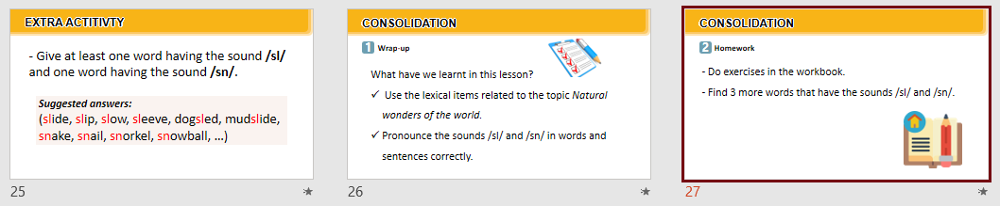 EXTRA ACTITIVTY
- Give at least one word having the sound /sl/
and one word having the sound /sn/.
Suggested answers:
(slide, slip, slow, sleeve, dogsled, mudslide,
snake, snail, snorkel, snowball, ...)
25
CONSOLIDATION
1 Wrap-up
What have we learnt in this lesson?
✓ Use the lexical items related to the topic Natural
wonders of the world.
✓ Pronounce the sounds /sl/ and /sn/ in words and
sentences correctly.
26
CONSOLIDATION
2 Homework
- Do exercises in the workbook.
- Find 3 more words that have the sounds /sl/ and /sn/.
27